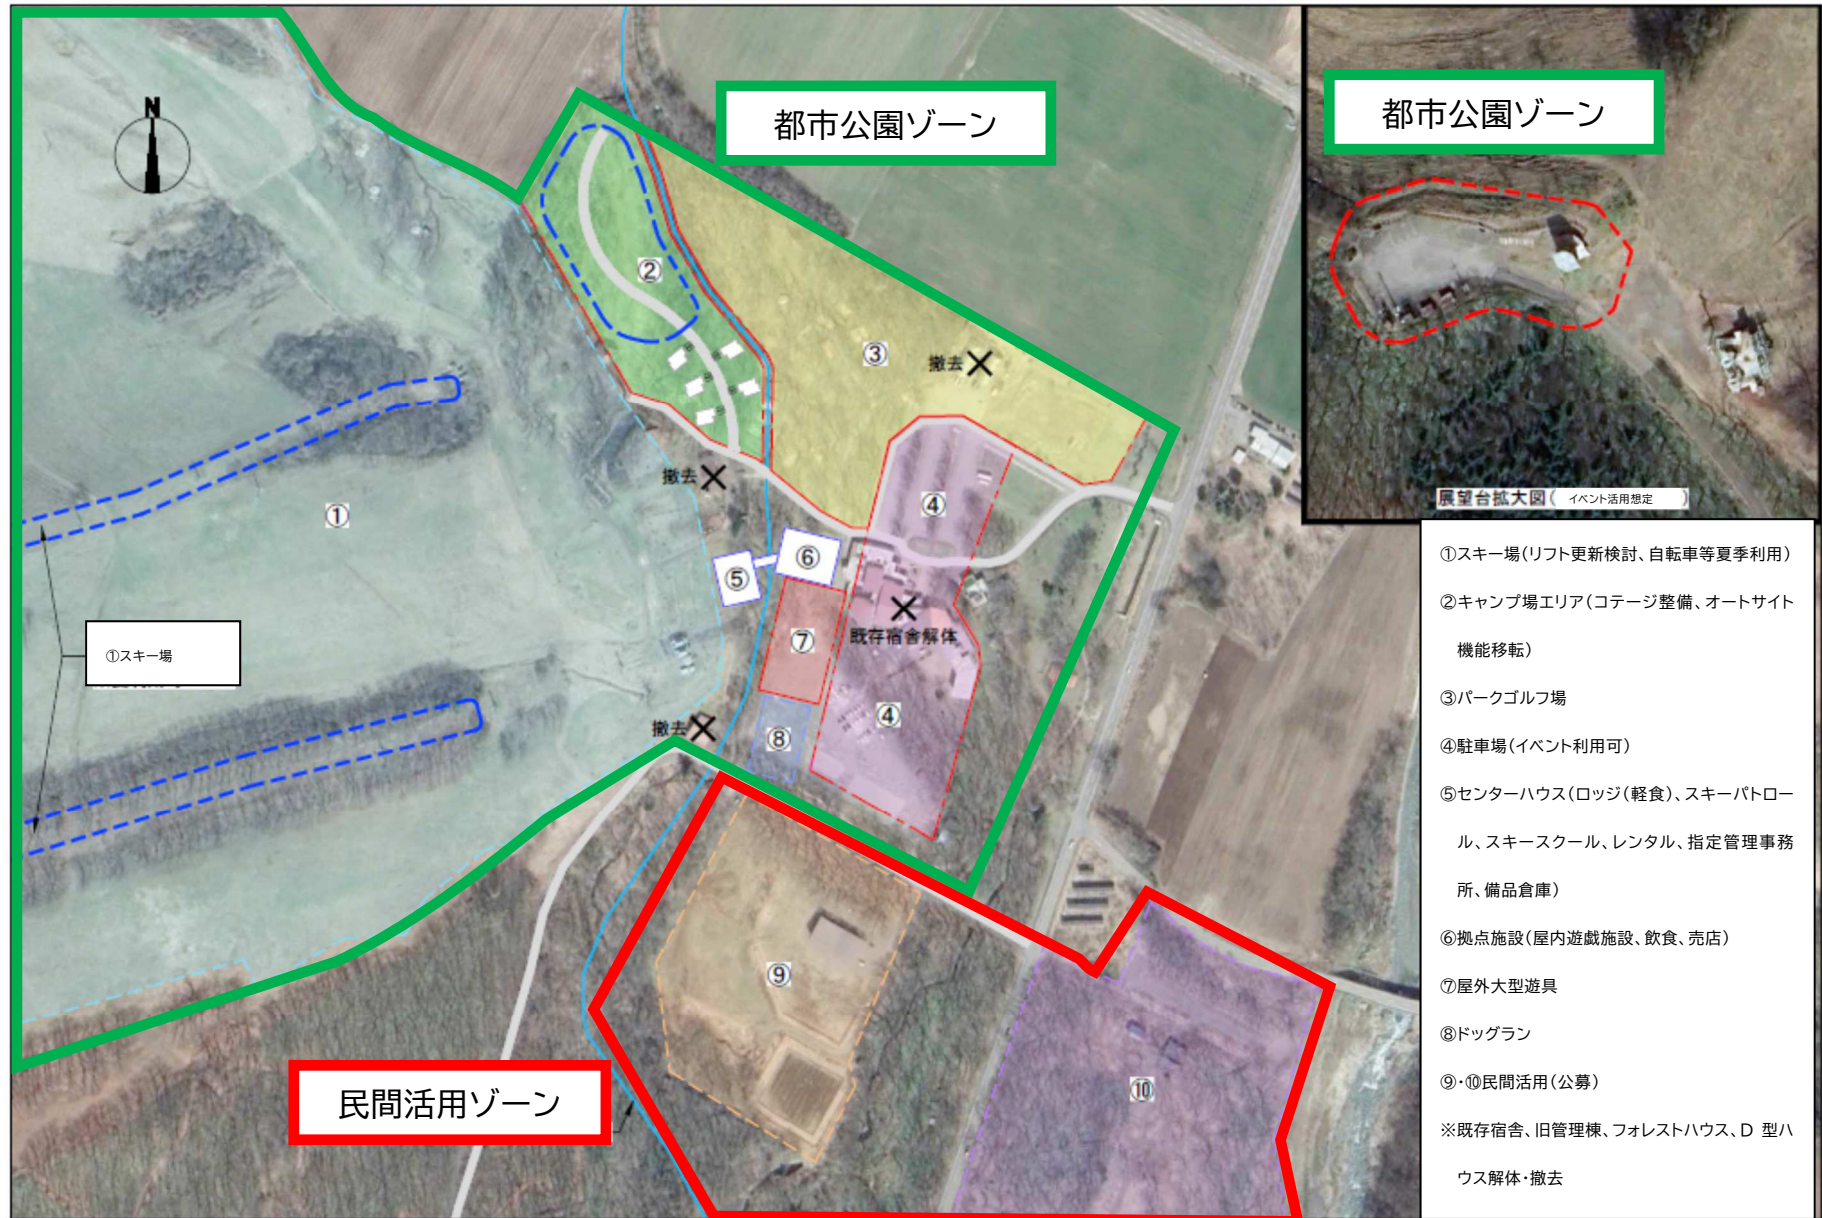 都市公園ゾーン
都市公園ゾーン
N
②
③
撤去
撤去
①
④
⑤
⑥
⑦
既存宿舎解体
①スキー場
撤去
⑧
④
⑨
⑩
民間活用ゾーン
展望台拡大図( イベント活用想定 )
①スキー場(リフト更新検討、自転車等夏季利用)
②キャンプ場エリア(コテージ整備、オートサイト
機能移転)
③パークゴルフ場
④駐車場(イベント利用可)
⑤センターハウス(ロッジ(軽食)、スキーパトロー
ル、スキースクール、レンタル、指定管理事務
所、備品倉庫)
⑥拠点施設(屋内遊戯施設、飲食、売店)
⑦屋外大型遊具
⑧ドッグラン
⑨・⑩民間活用(公募)
※既存宿舎、旧管理棟、フォレストハウス、D 型ハ
ウス解体・撤去